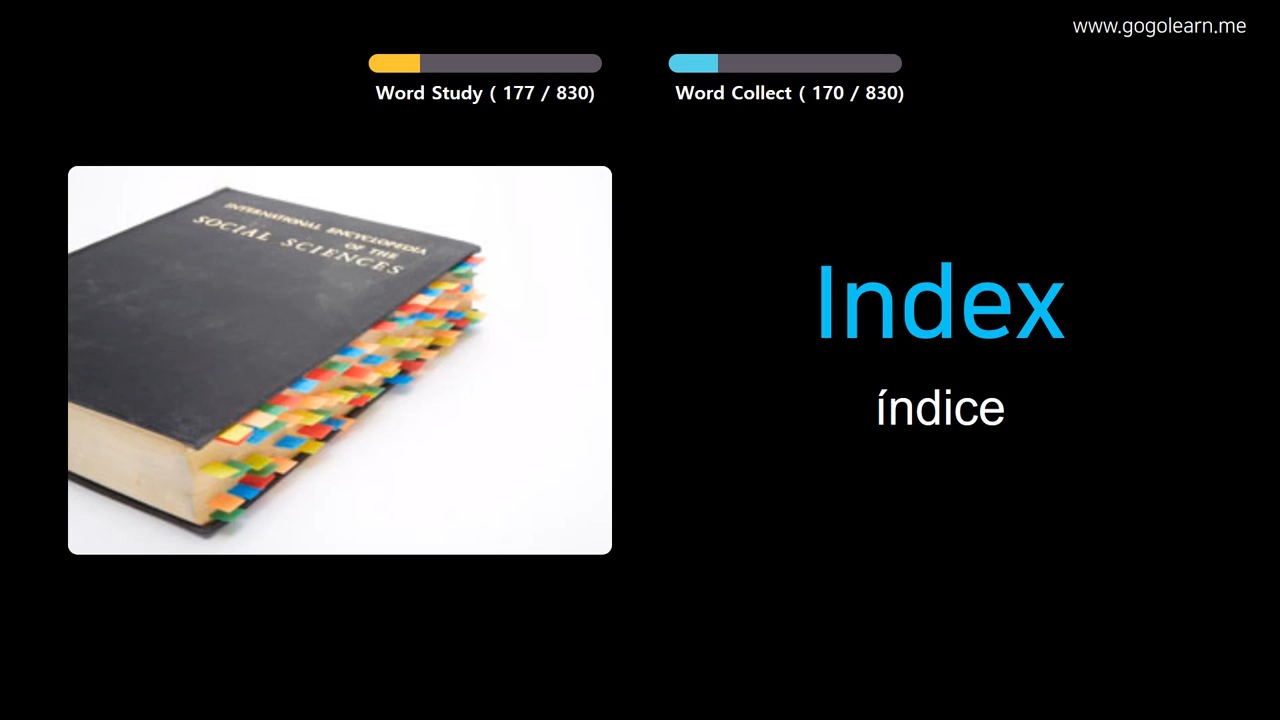 www.gogolearn.me
Word Study ( 177 / 830)
Word Collect ( 170 / 830)
INTERNATIONAL ENCYCLOPEDIA
OF THE
SOCIAL SCIENCES
Index
índice